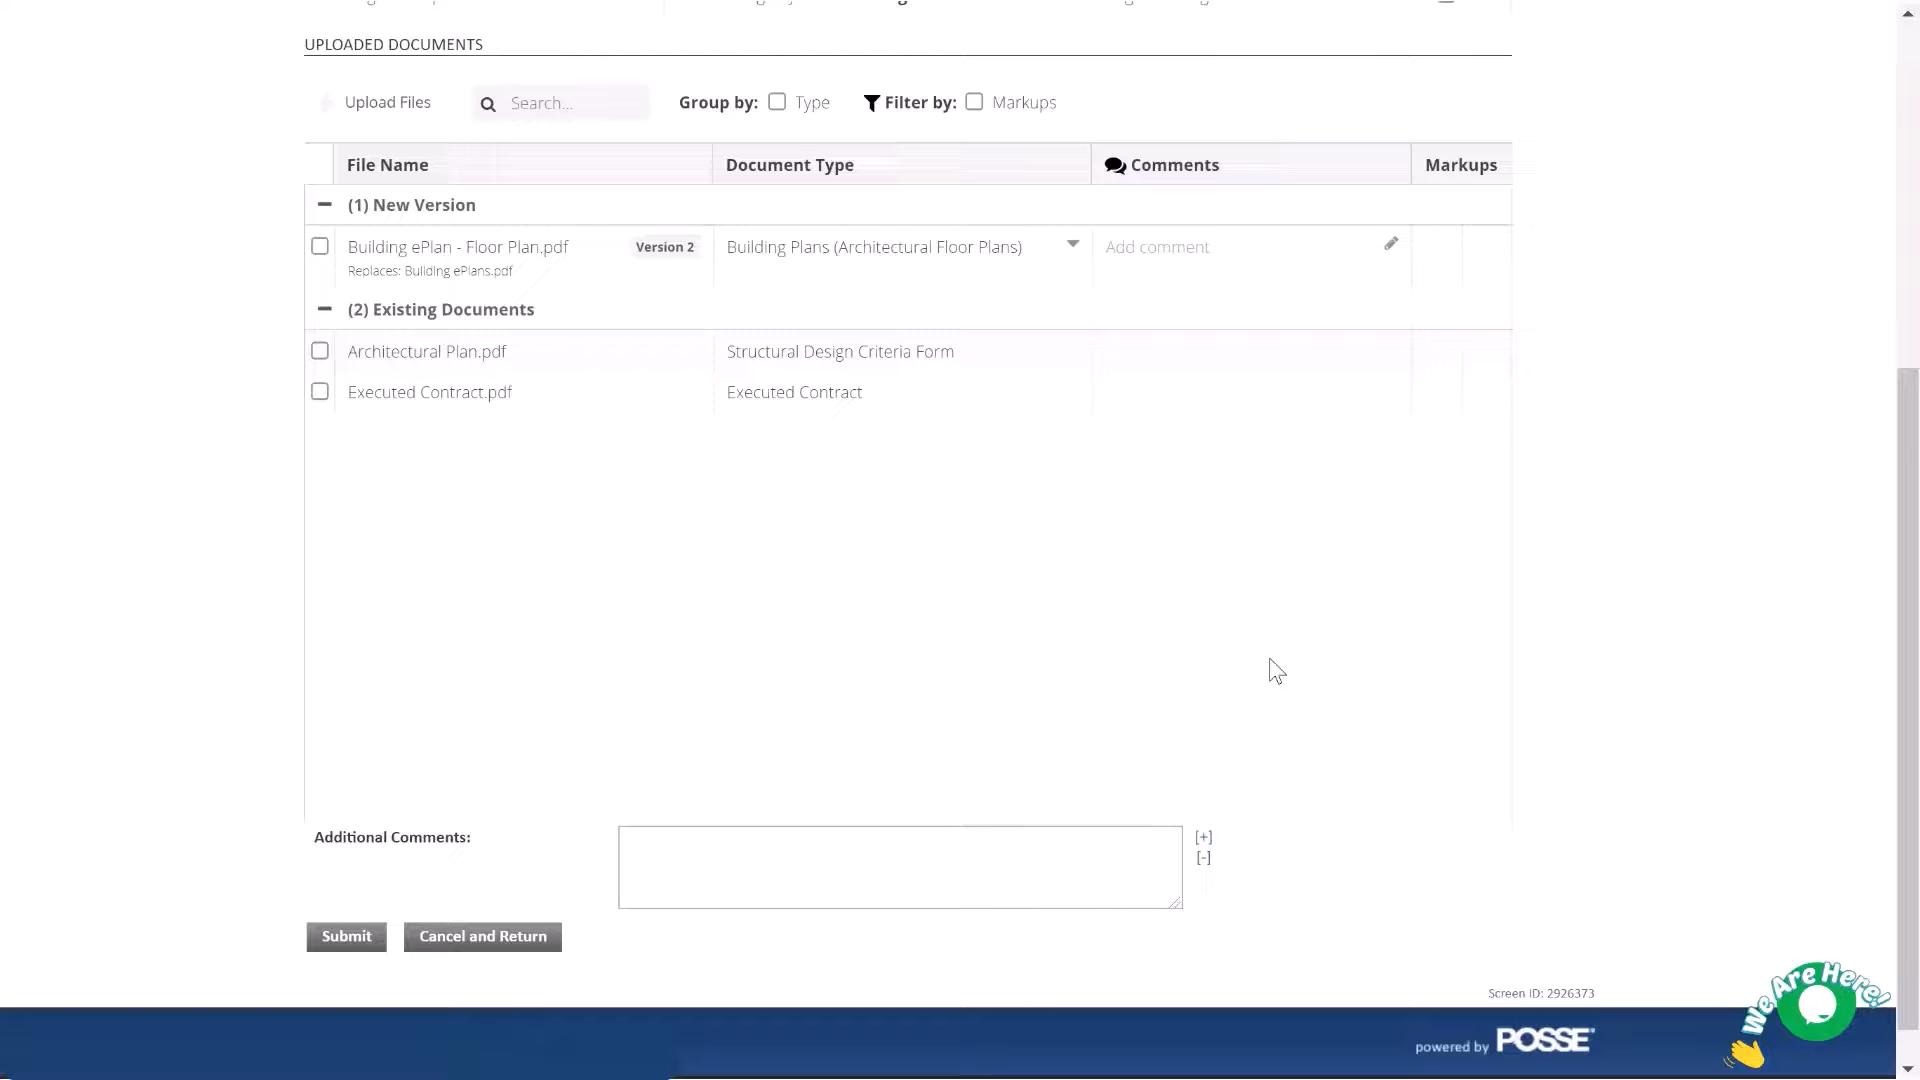 UPLOADED DOCUMENTS
Upload Files Search... Group by: Type Filter by: Markups
File Name Document Type Comments Markups
(1) New Version
Building ePlan - Floor Plan.pdf Version 2 Building Plans (Architectural Floor Plans) Add comment
Replaces: Building ePlans.pdf
(2) Existing Documents
Architectural Plan.pdf Structural Design Criteria Form
Executed Contract.pdf Executed Contract
Additional Comments: [+]
[-]
Submit Cancel and Return
Screen ID: 2926373
We Are Here!
powered by POSSE